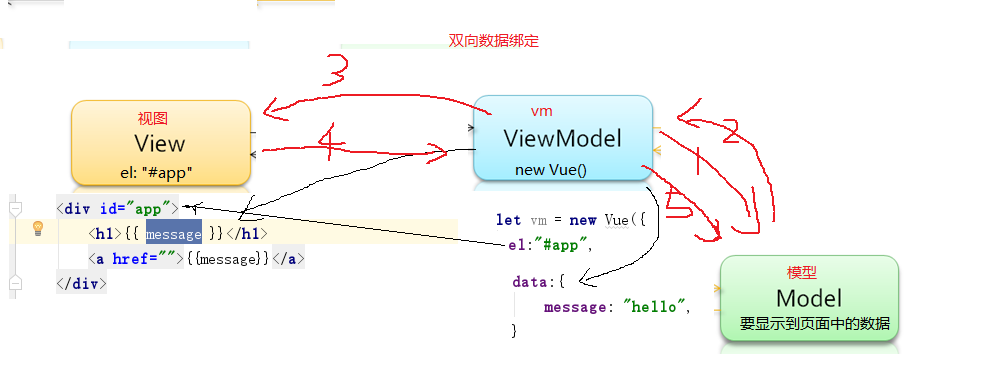 双向数据绑定
3
视图
View
el: "#app"
4
vm
ViewModel
new Vue()
2
1
5
<div id="app">
<h1>{{ message }}</h1>
<a href="">{{message}}</a>
</div>
let vm = new Vue({
el:"#app",
data:{
message: "hello",
}
模型
Model
要显示到页面中的数据